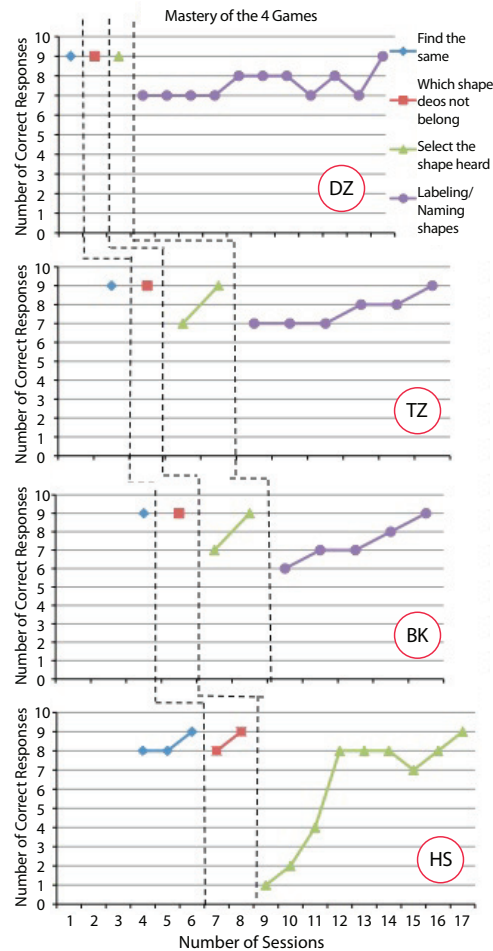 Mastery of the 4 Games
Number of Correct Responses
10
9
8
7
6
5
4
3
2
1
0
DZ
Find the
same
Which shape
deos not
belong
Select the
shape heard
Labeling/
Naming
shapes
Number of Correct Responses
10
9
8
7
6
5
4
3
2
1
0
TZ
Number of Correct Responses
10
9
8
7
6
5
4
3
2
1
0
BK
Number of Correct Responses
10
9
8
7
6
5
4
3
2
1
0
HS
1 2 3 4 5 6 7 8 9 10 11 12 13 14 15 16 17
Number of Sessions